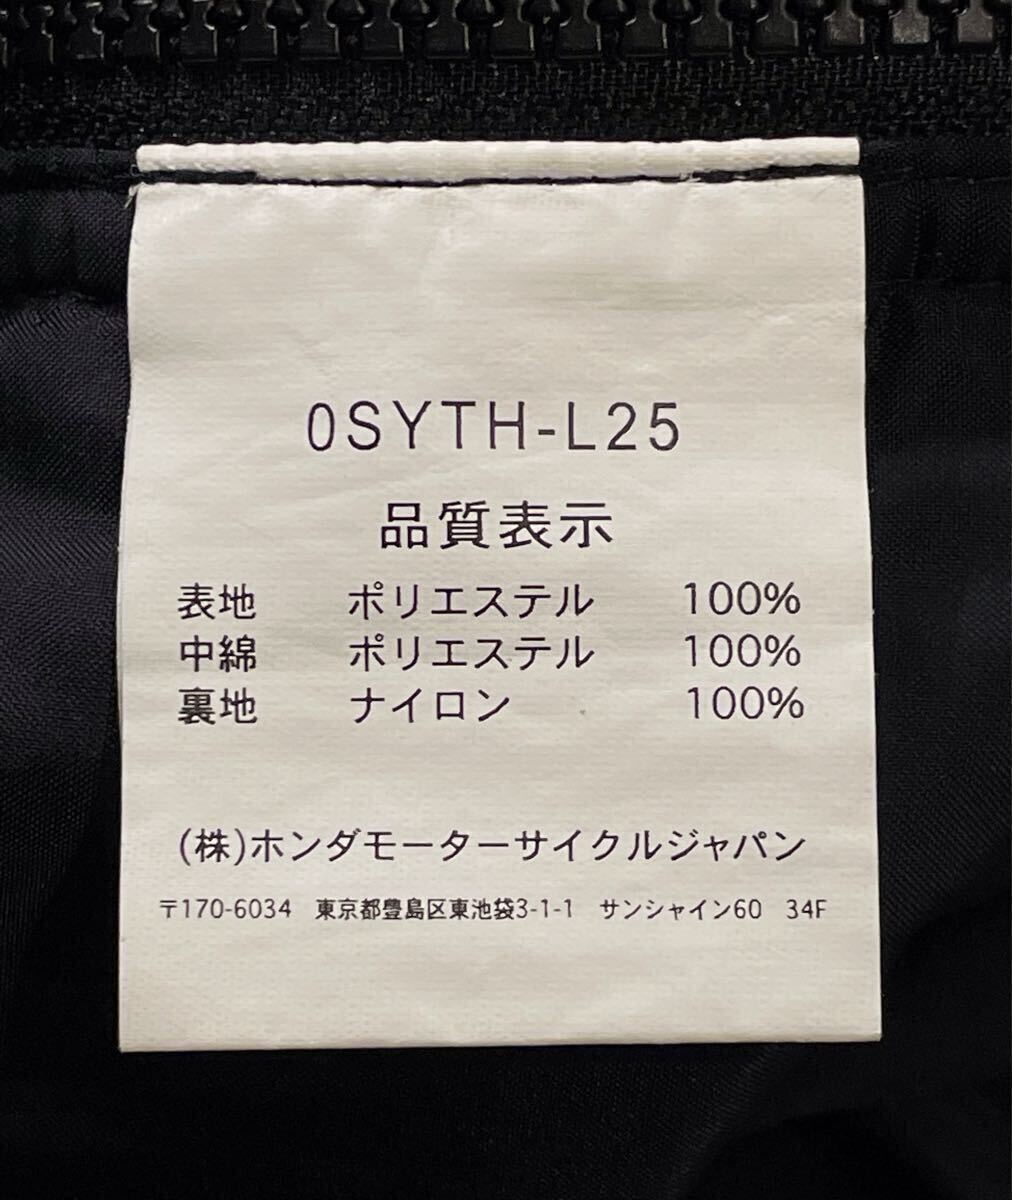 0SYTH-L25
品質表示
表地 ポリエステル 100%
中綿 ポリエステル 100%
裏地 ナイロン 100%
(株)ホンダモーターサイクルジャパン
〒170-6034 東京都豊島区東池袋3-1-1 サンシャイン60 34F